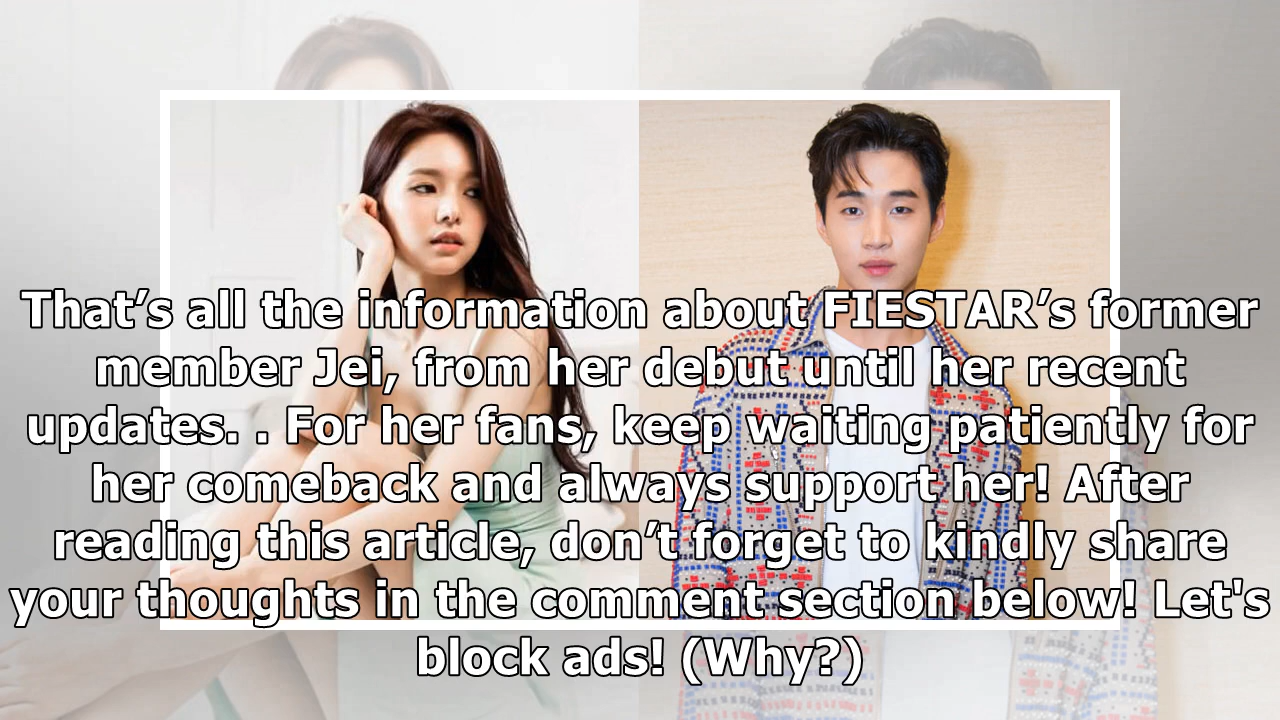 That’s all the information about FIESTAR’s former
member Jei, from her debut until her recent
updates. . For her fans, keep waiting patiently for
her comeback and always support her! After
reading this article, don’t forget to kindly share
your thoughts in the comment section below! Let's
block ads! (Why?)